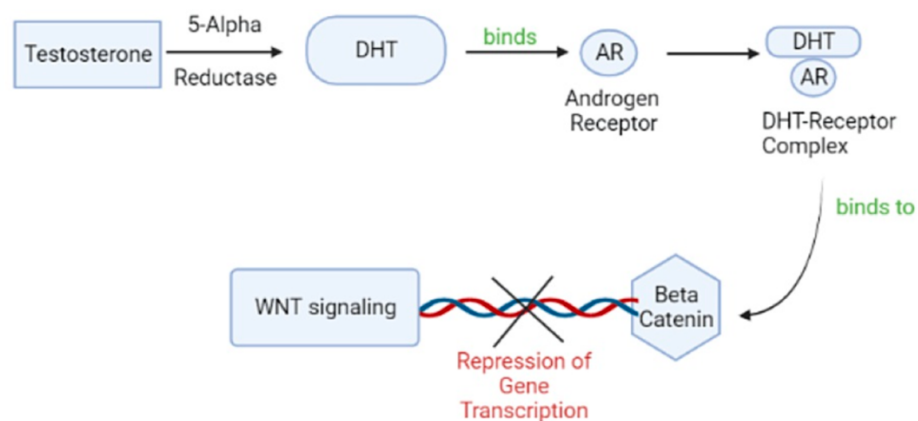 Testosterone
5-Alpha
Reductase
DHT
binds
AR
Androgen
Receptor
DHT
AR
DHT-Receptor
Complex
binds to
WNT signaling
Repression of
Gene
Transcription
Beta
Catenin